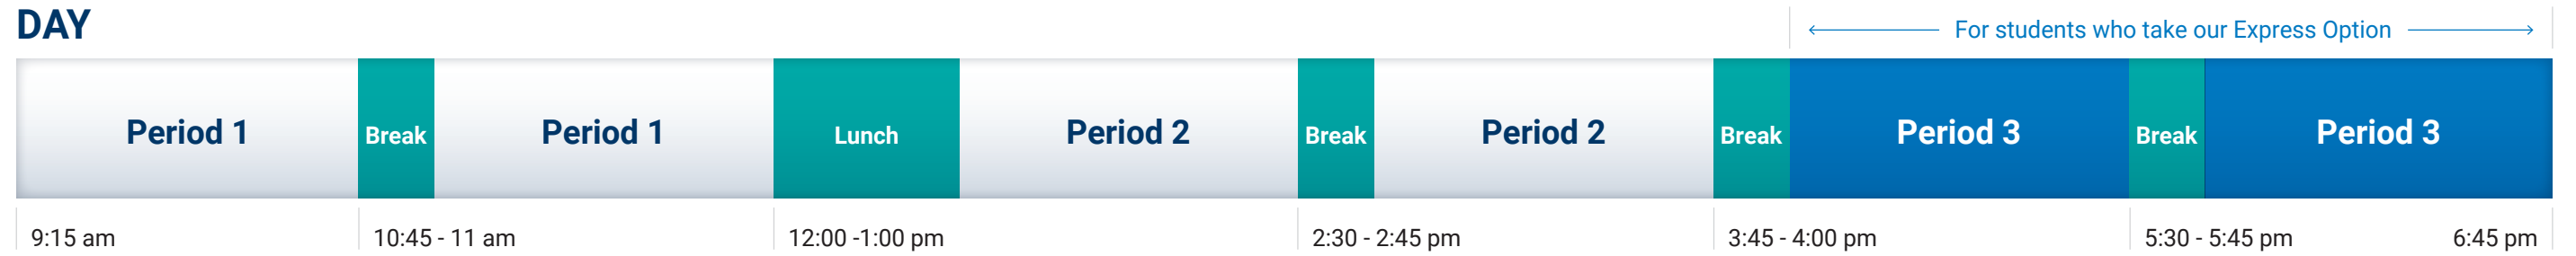 DAY
For students who take our Express Option
Period 1
Break
Period 1
Lunch
Period 2
Break
Period 2
Break
Period 3
Break
Period 3
9:15 am
10:45 - 11 am
12:00 -1:00 pm
2:30 - 2:45 pm
3:45 - 4:00 pm
5:30 - 5:45 pm
6:45 pm